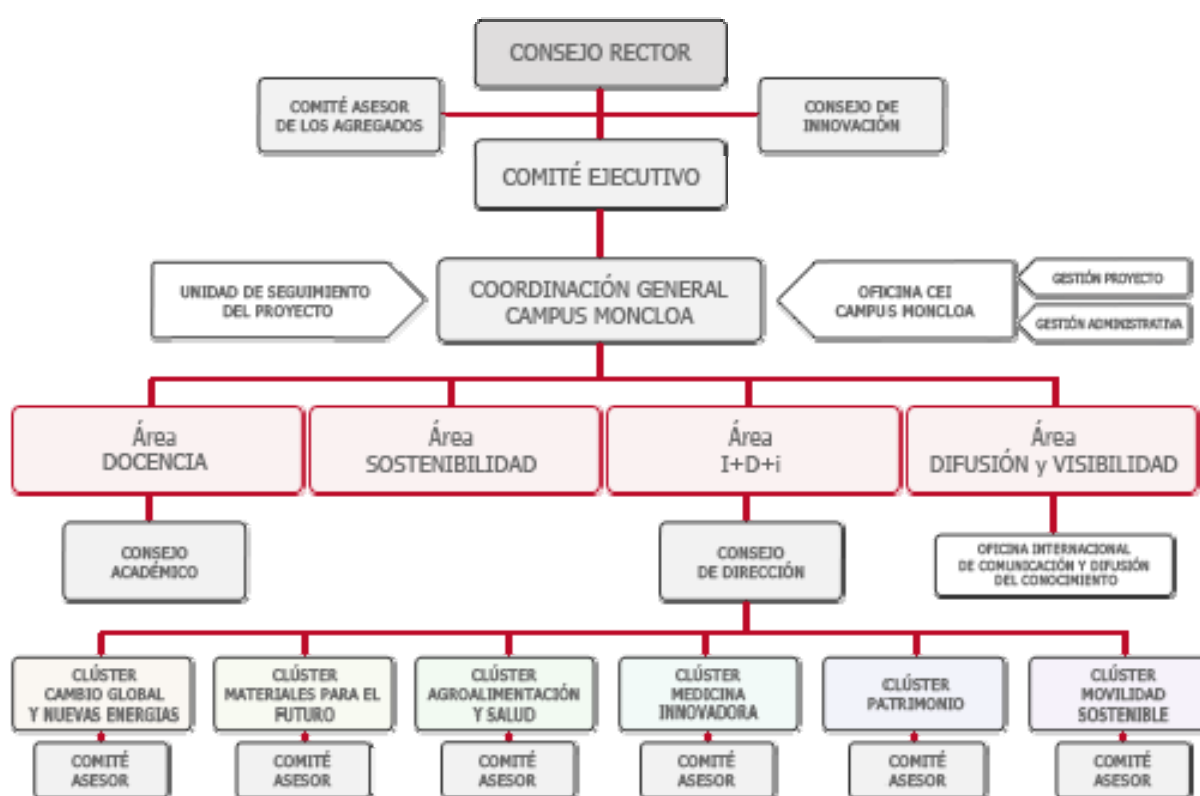 CONSEJO RECTOR
COMITÉ ASESOR
DE LOS AGREGADOS
CONSEJO DE
INNOVACIÓN
COMITÉ EJECUTIVO
UNIDAD DE SEGUIMIENTO
DEL PROYECTO
COORDINACIÓN GENERAL
CAMPUS MONCLOA
OFICINA CEI
CAMPUS MONCLOA
GESTIÓN PROYECTO
GESTIÓN ADMINISTRATIVA
Área
DOCENCIA
Área
SOSTENIBILIDAD
Área
I+D+i
Área
DIFUSIÓN y VISIBILIDAD
CONSEJO
ACADÉMICO
CONSEJO
DE DIRECCIÓN
OFICINA INTERNACIONAL
DE COMUNICACIÓN Y DIFUSIÓN
DEL CONOCIMIENTO
CLÚSTER
CAMBIO GLOBAL
Y NUEVAS ENERGIAS
CLÚSTER
MATERIALES PARA EL
FUTURO
CLÚSTER
AGROALIMENTACIÓN
Y SALUD
CLÚSTER
MEDICINA
INNOVADORA
CLÚSTER
PATRIMONIO
CLÚSTER
MOVILIDAD
SOSTENIBLE
COMITÉ
ASESOR
COMITÉ
ASESOR
COMITÉ
ASESOR
COMITÉ
ASESOR
COMITÉ
ASESOR
COMITÉ
ASESOR